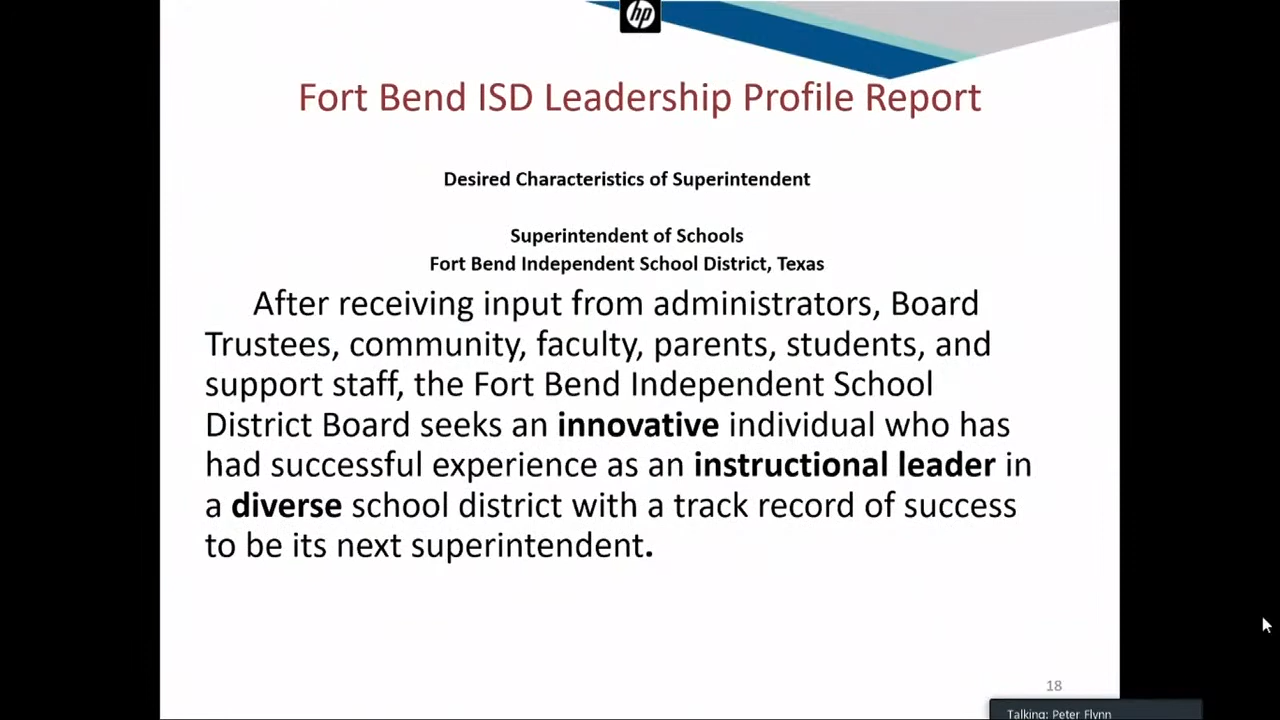 hp
Fort Bend ISD Leadership Profile Report
Desired Characteristics of Superintendent
Superintendent of Schools
Fort Bend Independent School District, Texas
After receiving input from administrators, Board
Trustees, community, faculty, parents, students, and
support staff, the Fort Bend Independent School
District Board seeks an innovative individual who has
had successful experience as an instructional leader in
a diverse school district with a track record of success
to be its next superintendent.
18
Talking: Peter Flynn